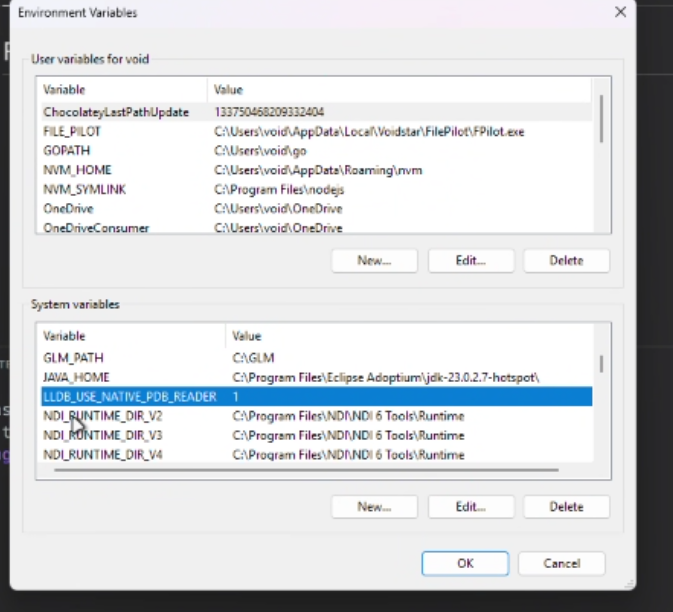 Environment Variables
User variables for void
Variable Value
ChocolateyLastPathUpdate 133750468209332404
FILE_PILOT C:\Users\void\AppData\Local\Voidstar\FilePilot\FPilot.exe
GOPATH C:\Users\void\go
NVM_HOME C:\Users\void\AppData\Roaming\nvm
NVM_SYMLINK C:\Program Files\nodejs
OneDrive C:\Users\void\OneDrive
OneDriveConsumer C:\Users\void\OneDrive
New... Edit... Delete
System variables
Variable Value
GLM_PATH C:\GLM
JAVA_HOME C:\Program Files\Eclipse Adoptium\jdk-23.0.2.7-hotspot\
LLDB_USE_NATIVE_PDB_READER 1
NDI_RUNTIME_DIR_V2 C:\Program Files\NDI\NDI 6 Tools\Runtime
NDI_RUNTIME_DIR_V3 C:\Program Files\NDI\NDI 6 Tools\Runtime
NDI_RUNTIME_DIR_V4 C:\Program Files\NDI\NDI 6 Tools\Runtime
New... Edit... Delete
OK Cancel